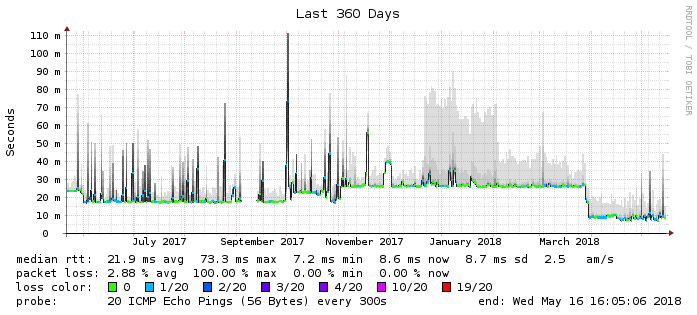 Last 360 Days
RRDTOOL / TOBI OETIKER
Seconds
110 m
100 m
90 m
80 m
70 m
60 m
50 m
40 m
30 m
20 m
10 m
0
July 2017 September 2017 November 2017 January 2018 March 2018
median rtt: 21.9 ms avg 73.3 ms max 7.2 ms min 8.6 ms now 8.7 ms sd 2.5 am/s
packet loss: 2.88 % avg 100.00 % max 0.00 % min 0.00 % now
loss color: 0 1/20 2/20 3/20 4/20 10/20 19/20
probe: 20 ICMP Echo Pings (56 Bytes) every 300s end: Wed May 16 16:05:06 2018